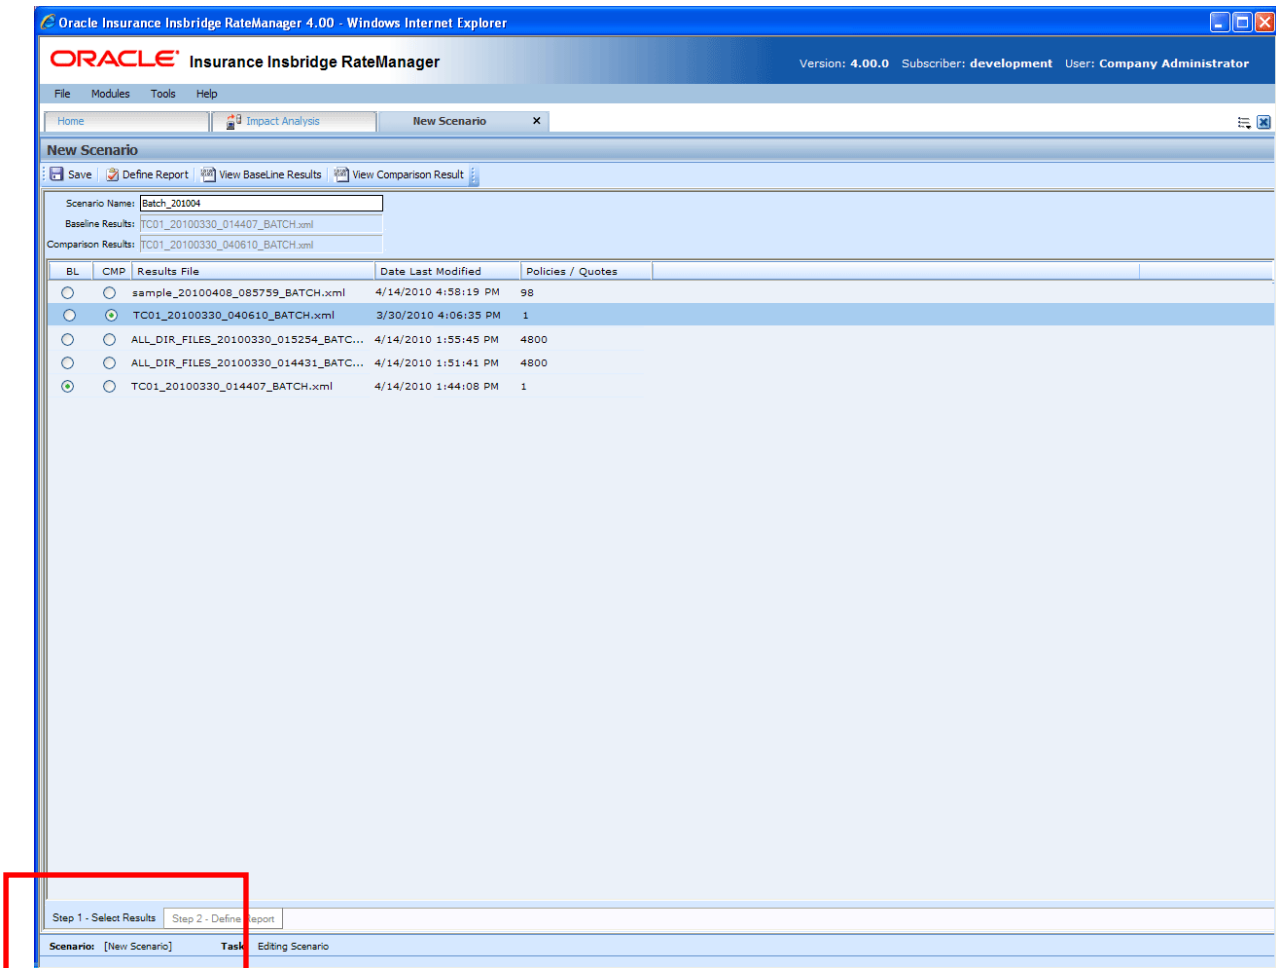 Oracle Insurance Insbridge RateManager 4.00 - Windows Internet Explorer
ORACLE Insurance Insbridge RateManager Version: 4.00.0 Subscriber: development User: Company Administrator
File Modules Tools Help
Home Impact Analysis New Scenario x
New Scenario
Save Define Report View BaseLine Results View Comparison Result
Scenario Name: Batch_201004
Baseline Results: TC01_20100330_014407_BATCH.xml
Comparison Results: TC01_20100330_040610_BATCH.xml
BL CMP Results File Date Last Modified Policies / Quotes
sample_20100408_085759_BATCH.xml 4/14/2010 4:58:19 PM 98
TC01_20100330_040610_BATCH.xml 3/30/2010 4:06:35 PM 1
ALL_DIR_FILES_20100330_015254_BATC... 4/14/2010 1:55:45 PM 4800
ALL_DIR_FILES_20100330_014431_BATC... 4/14/2010 1:51:41 PM 4800
TC01_20100330_014407_BATCH.xml 4/14/2010 1:44:08 PM 1
Step 1 - Select Results Step 2 - Define Report
Scenario: [New Scenario] Task Editing Scenario